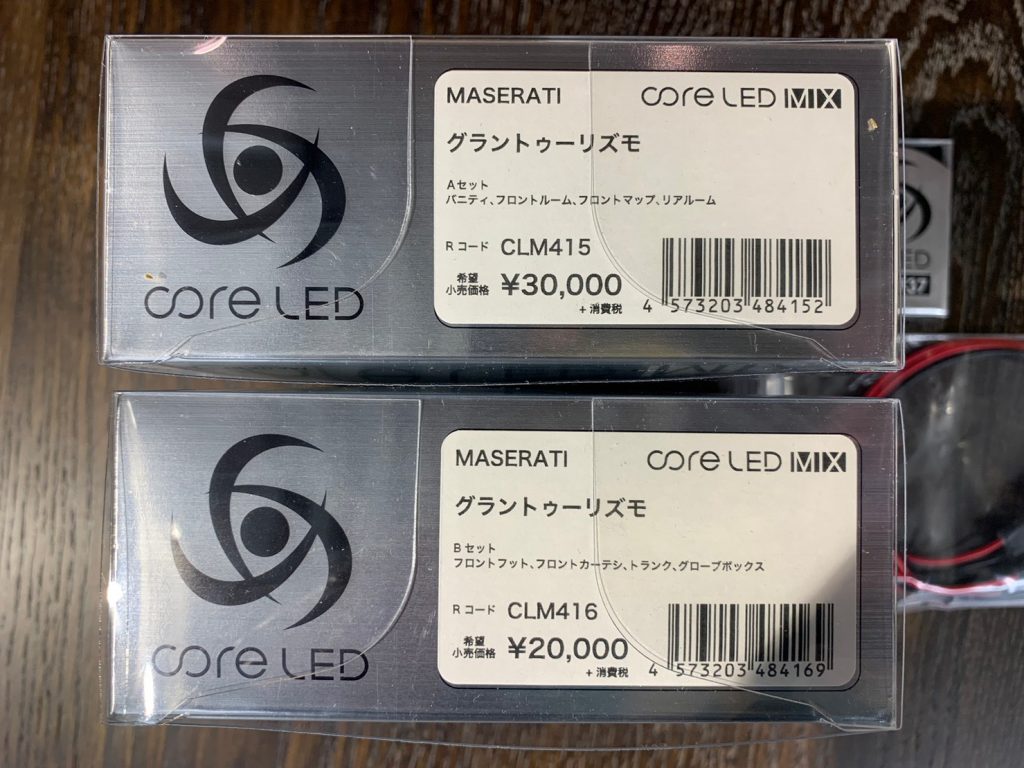 core LED
MASERATI
core LED MIX
グラントゥーリズモ
Aセット
バニティ、フロントルーム、フロントマップ、リアルーム
Rコード CLM415
希望
小売価格 ¥30,000
+消費税
4 573203 484152
core LED
MASERATI
core LED MIX
グラントゥーリズモ
Bセット
フロントフット、フロントカーテシ、トランク、グローブボックス
Rコード CLM416
希望
小売価格 ¥20,000
+消費税
4 573203 484169
ED
37